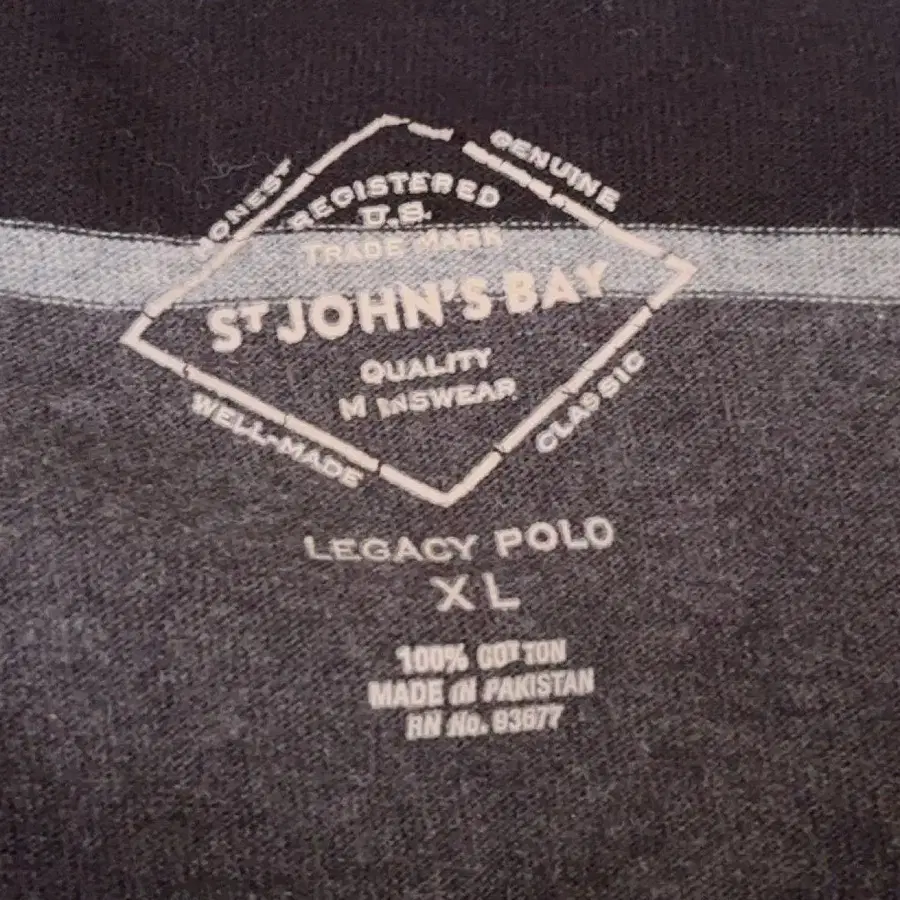 HONEST
GENUINE
REGISTERED
U.S.
TRADE MARK
ST JOHN'S BAY
QUALITY
M INSWEAR
WELL-MADE
CLASSIC
LEGACY POLO
XL
100% COTTON
MADE IN PAKISTAN
RN No. 93677